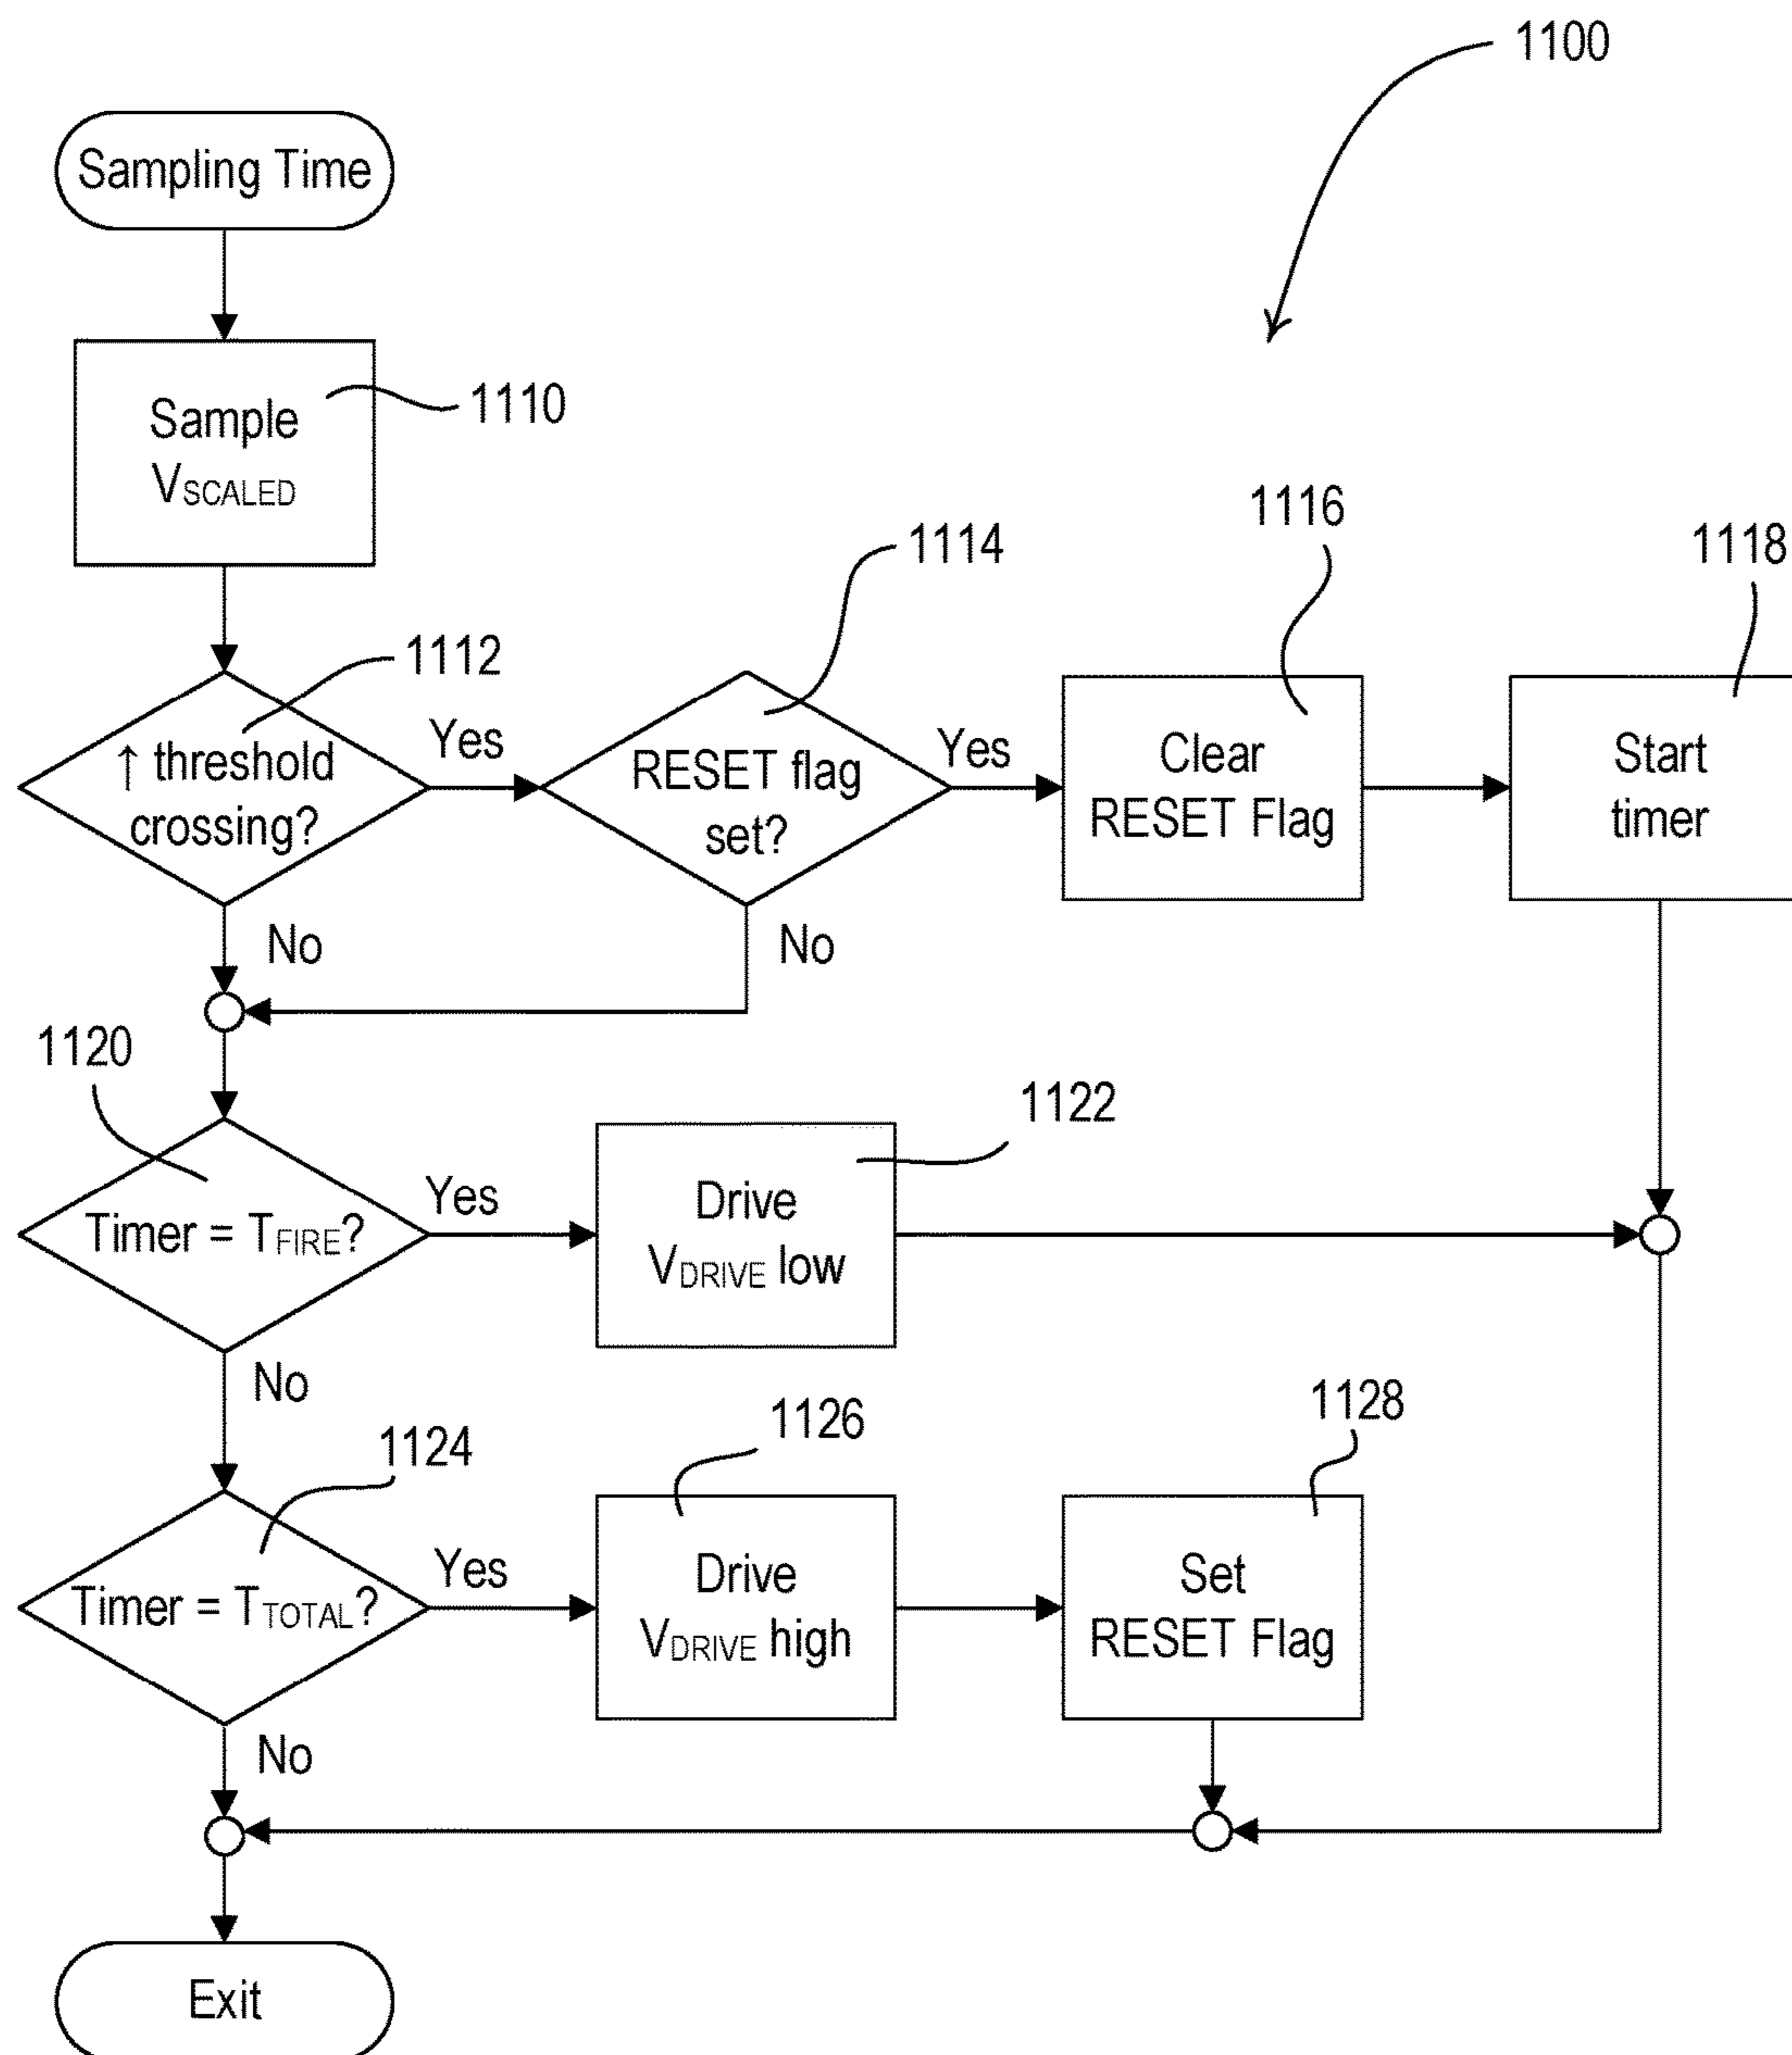 1100
Sampling Time
Sample
VSCALED
1110
1112
↑ threshold
crossing?
Yes
No
1114
RESET flag
set?
Yes
No
1116
Clear
RESET Flag
1118
Start
timer
1120
Timer = TFIRE?
Yes
No
1122
Drive
VDRIVE low
1124
Timer = TTOTAL?
Yes
No
1126
Drive
VDRIVE high
1128
Set
RESET Flag
Exit